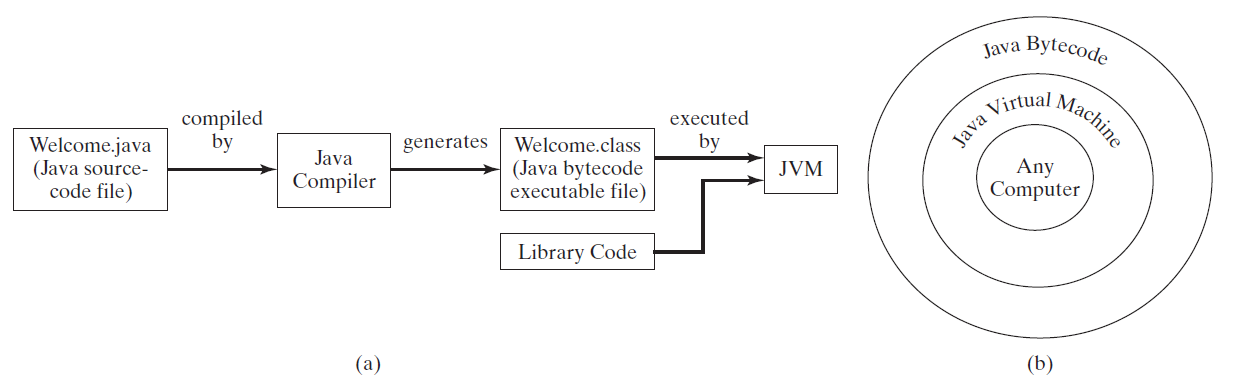 Welcome.java
(Java source-
code file)
compiled
by
Java
Compiler
generates
Welcome.class
(Java bytecode
executable file)
Library Code
executed
by
JVM
(a)
Java Bytecode
Java Virtual Machine
Any
Computer
(b)